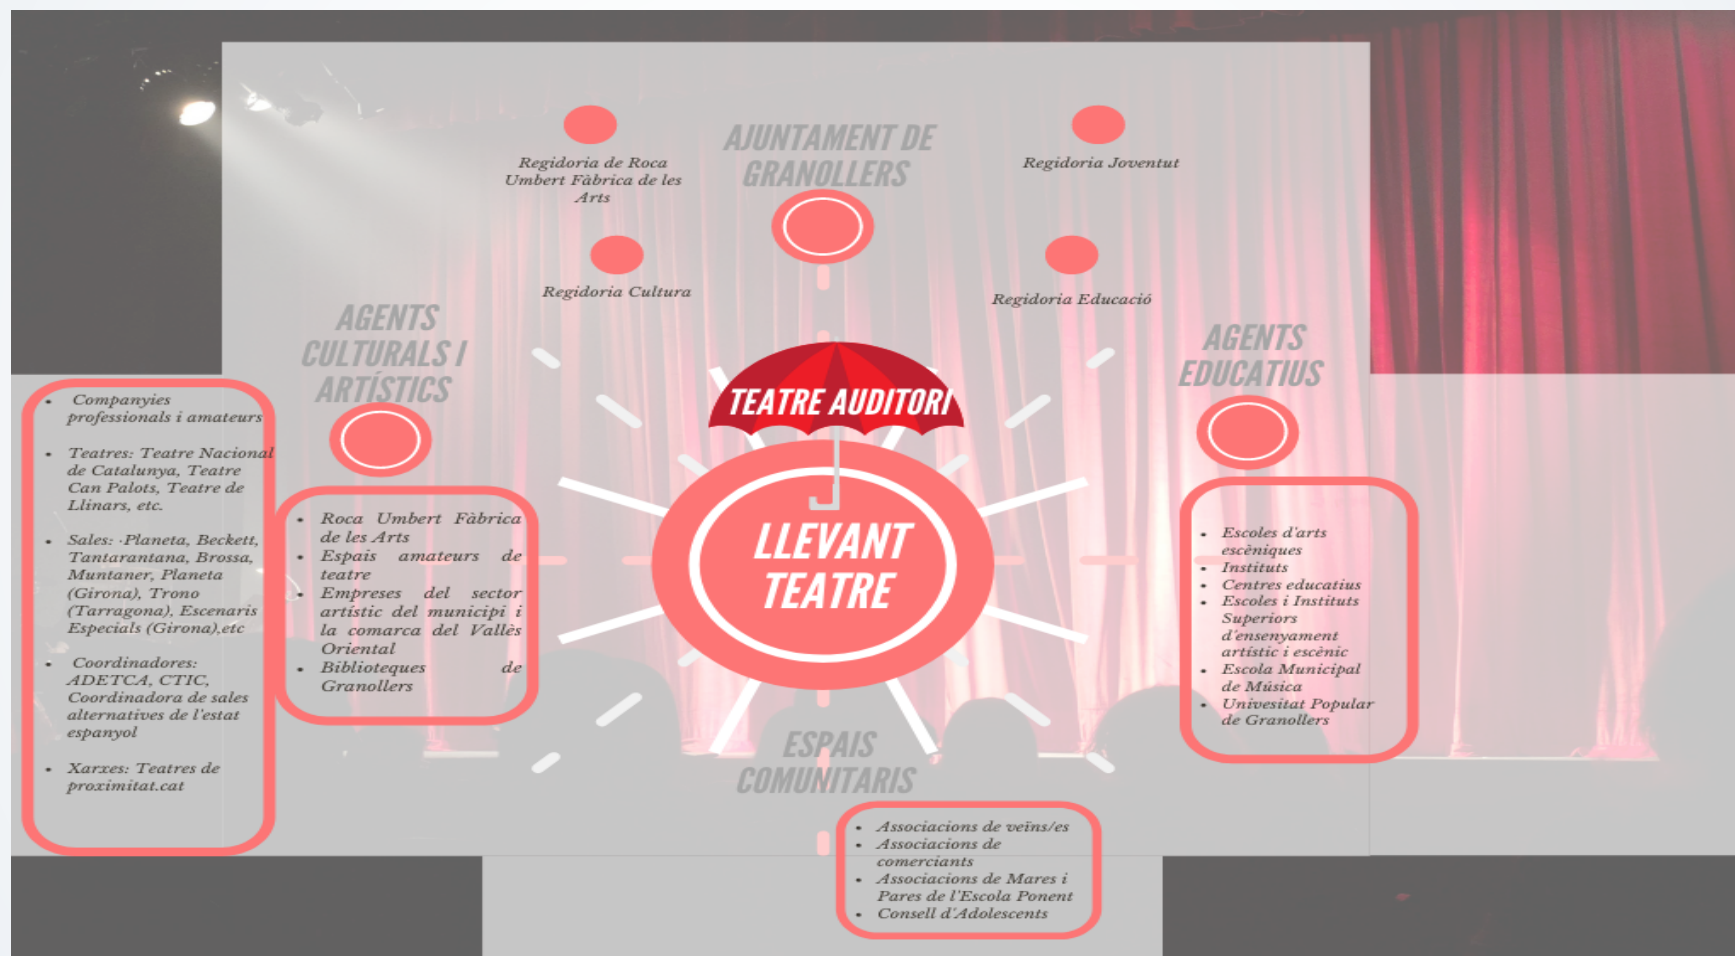 AJUNTAMENT DE
GRANOLLERS
Regidoria de Roca
Umbert Fàbrica de les
Arts
Regidoria Joventut
Regidoria Cultura
Regidoria Educació
AGENTS
CULTURALS I
ARTÍSTICS
• Companyies
professionals i amateurs
• Teatres: Teatre Nacional
de Catalunya, Teatre
Can Palots, Teatre de
Llinars, etc.
• Sales: ·Planeta, Beckett,
Tantarantana, Brossa,
Muntaner, Planeta
(Girona), Trono
(Tarragona), Escenaris
Especials (Girona),etc
• Coordinadores:
ADETCA, CTIC,
Coordinadora de sales
alternatives de l'estat
espanyol
• Xarxes: Teatres de
proximitat.cat
• Roca Umbert Fàbrica
de les Arts
• Espais amateurs de
teatre
• Empreses del sector
artístic del municipi i
la comarca del Vallès
Oriental
• Biblioteques de
Granollers
TEATRE AUDITORI
LLEVANT
TEATRE
AGENTS
EDUCATIUS
• Escoles d'arts
escèniques
• Instituts
• Centres educatius
• Escoles i Instituts
Superiors
d'ensenyament
artístic i escènic
• Escola Municipal
de Música
• Univesitat Popular
de Granollers
ESPAIS
COMUNITARIS
• Associacions de veïns/es
• Associacions de
comerciants
• Associacions de Mares i
Pares de l'Escola Ponent
• Consell d'Adolescents